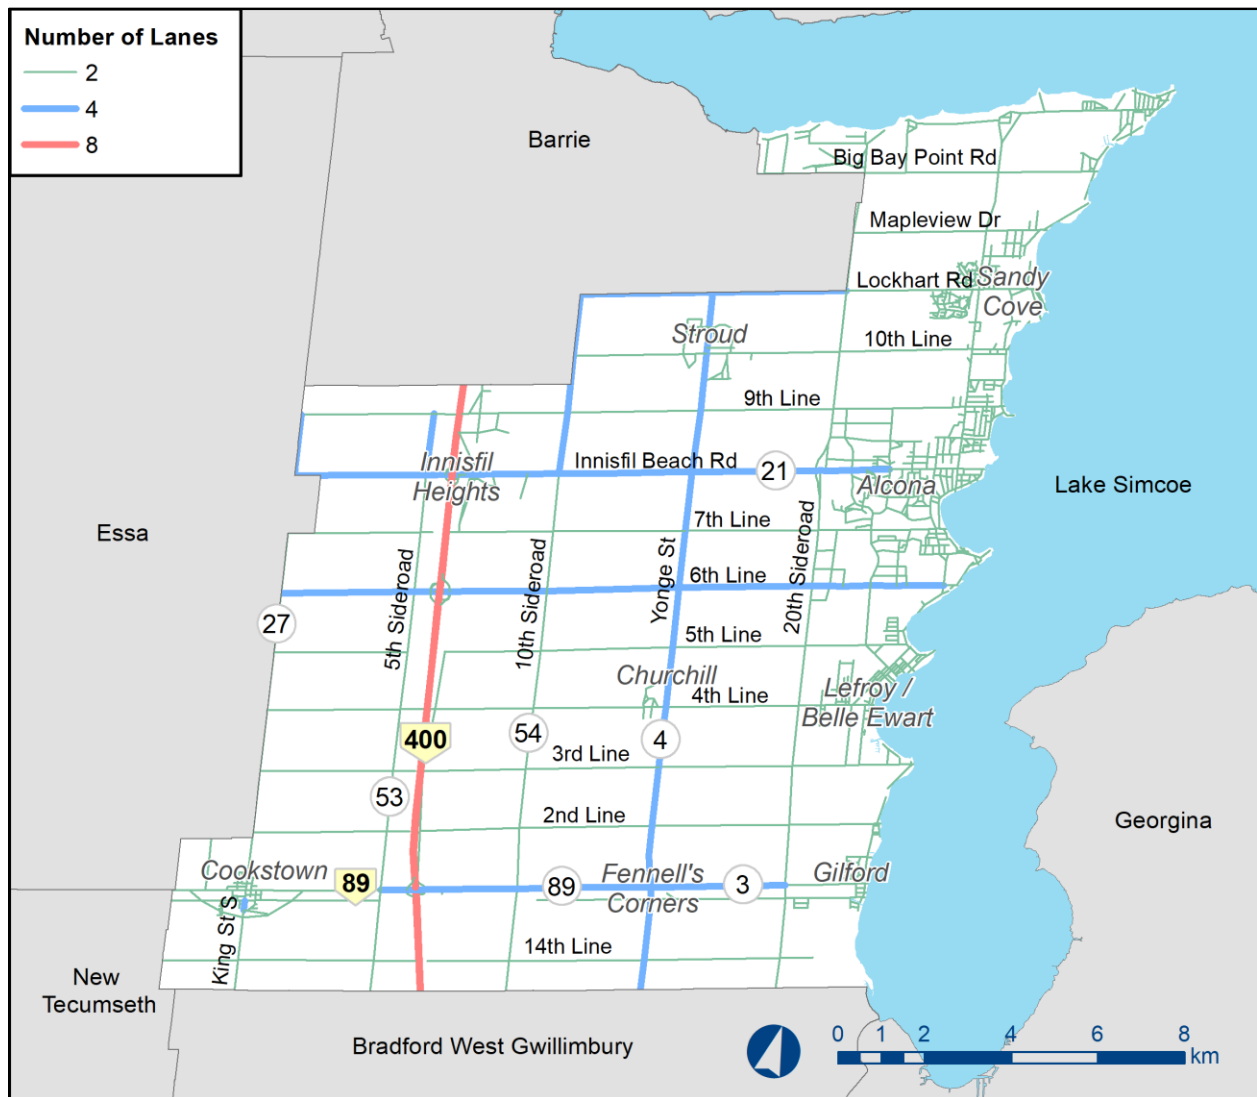 Number of Lanes
2
4
8
Barrie
Big Bay Point Rd
Mapleview Dr
Lockhart Rd
Sandy
Cove
Stroud
10th Line
9th Line
Innisfil
Heights
Innisfil Beach Rd
21
Alcona
Lake Simcoe
Essa
7th Line
20th Sideroad
10th Sideroad
5th Sideroad
Yonge St
6th Line
27
5th Line
Churchill
4th Line
Lefroy /
Belle Ewart
400
54
4
3rd Line
53
2nd Line
Georgina
Cookstown
89
89
Fennell's
Corners
3
Gilford
King St S
14th Line
New
Tecumseth
Bradford West Gwillimbury
0 1 2 4 6 8
km